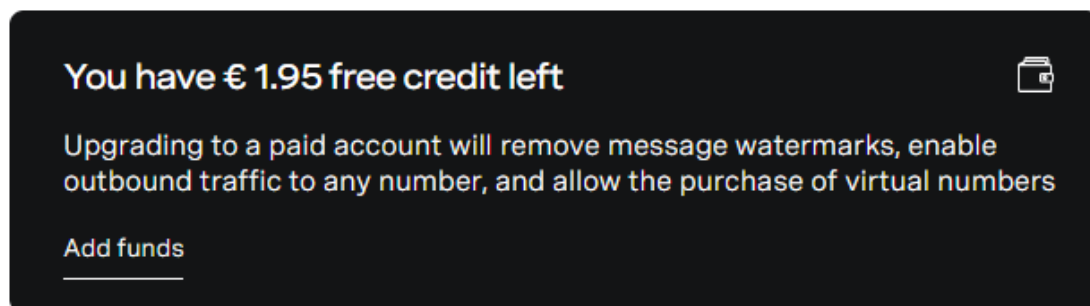 You have € 1.95 free credit left
Upgrading to a paid account will remove message watermarks, enable
outbound traffic to any number, and allow the purchase of virtual numbers
Add funds